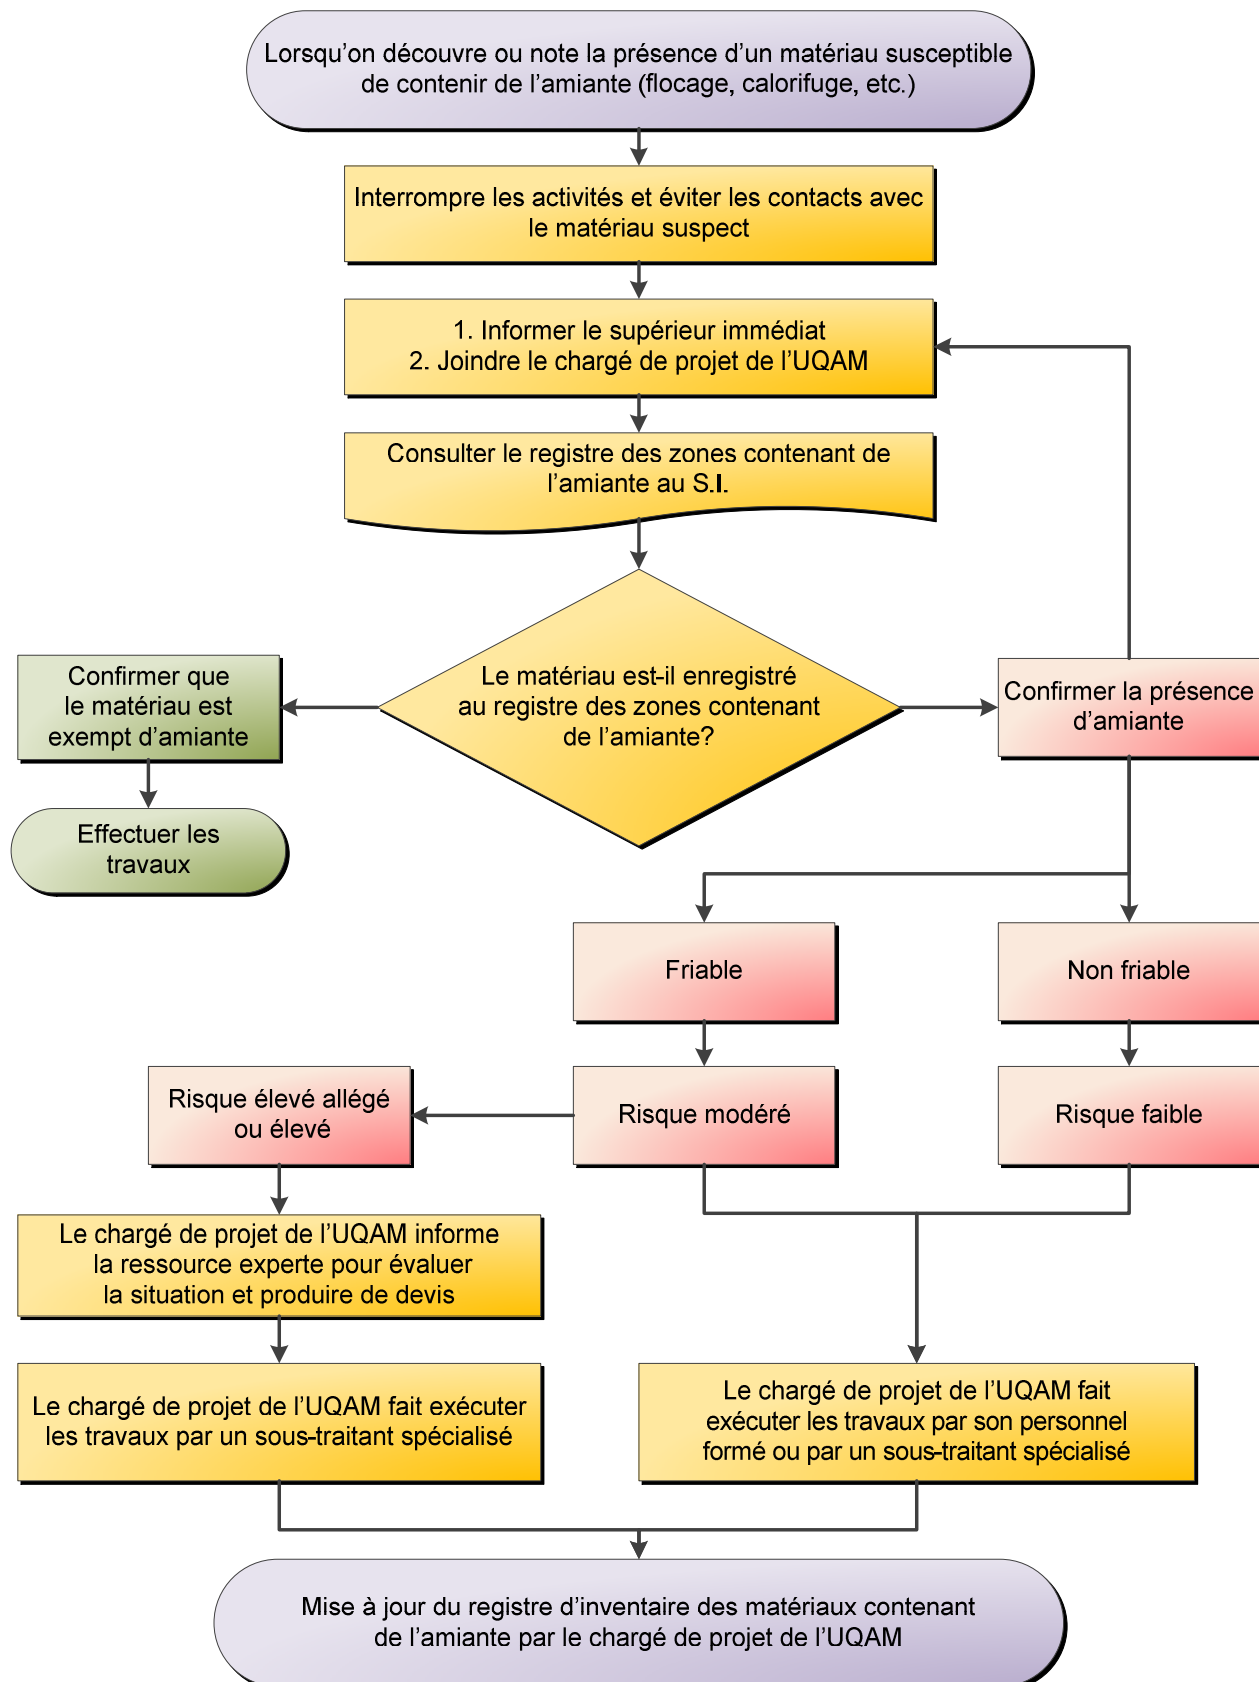 Lorsqu'on découvre ou note la présence d'un matériau susceptible
de contenir de l'amiante (flocage, calorifuge, etc.)
Interrompre les activités et éviter les contacts avec
le matériau suspect
1. Informer le supérieur immédiat
2. Joindre le chargé de projet de l'UQAM
Consulter le registre des zones contenant de
l'amiante au S.I.
Le matériau est-il enregistré
au registre des zones contenant
de l'amiante?
Confirmer que
le matériau est
exempt d'amiante
Effectuer les
travaux
Confirmer la présence
d'amiante
Friable
Non friable
Risque élevé allégé
ou élevé
Risque modéré
Risque faible
Le chargé de projet de l'UQAM informe
la ressource experte pour évaluer
la situation et produire de devis
Le chargé de projet de l'UQAM fait exécuter
les travaux par un sous-traitant spécialisé
Le chargé de projet de l'UQAM fait
exécuter les travaux par son personnel
formé ou par un sous-traitant spécialisé
Mise à jour du registre d'inventaire des matériaux contenant
de l'amiante par le chargé de projet de l'UQAM